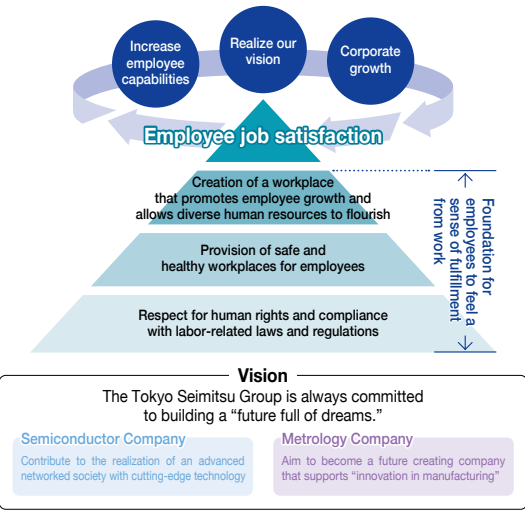 Increase
employee
capabilities
Realize our
vision
Corporate
growth
Employee job satisfaction
Creation of a workplace
that promotes employee growth and
allows diverse human resources to flourish
Provision of safe and
healthy workplaces for employees
Respect for human rights and compliance
with labor-related laws and regulations
Foundation for
employees to feel a
sense of fulfillment
from work
Vision
The Tokyo Seimitsu Group is always committed
to building a “future full of dreams.”
Semiconductor Company
Contribute to the realization of an advanced
networked society with cutting-edge technology
Metrology Company
Aim to become a future creating company
that supports “innovation in manufacturing”